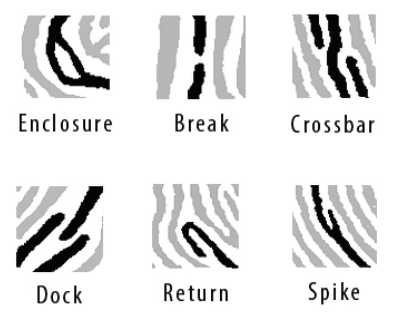 Enclosure
Break
Crossbar
Dock
Return
Spike